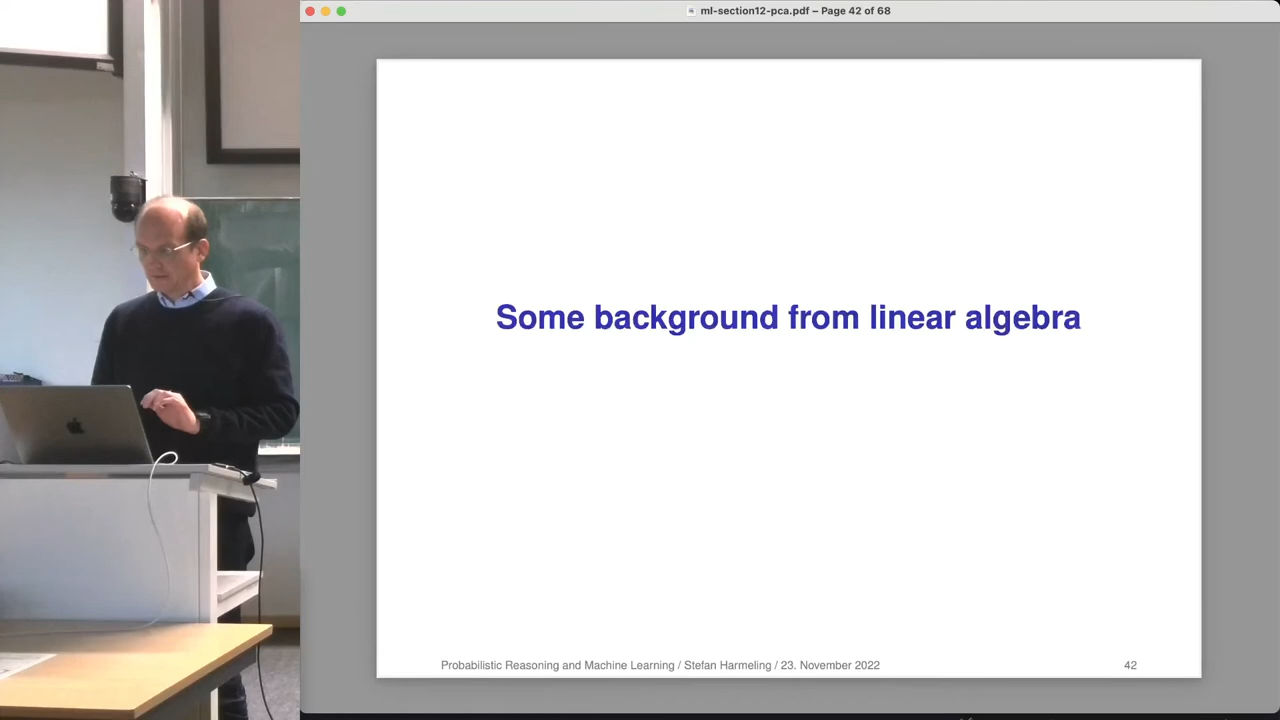 ml-section12-pca.pdf – Page 42 of 68
Some background from linear algebra
Probabilistic Reasoning and Machine Learning / Stefan Harmeling / 23. November 2022
42